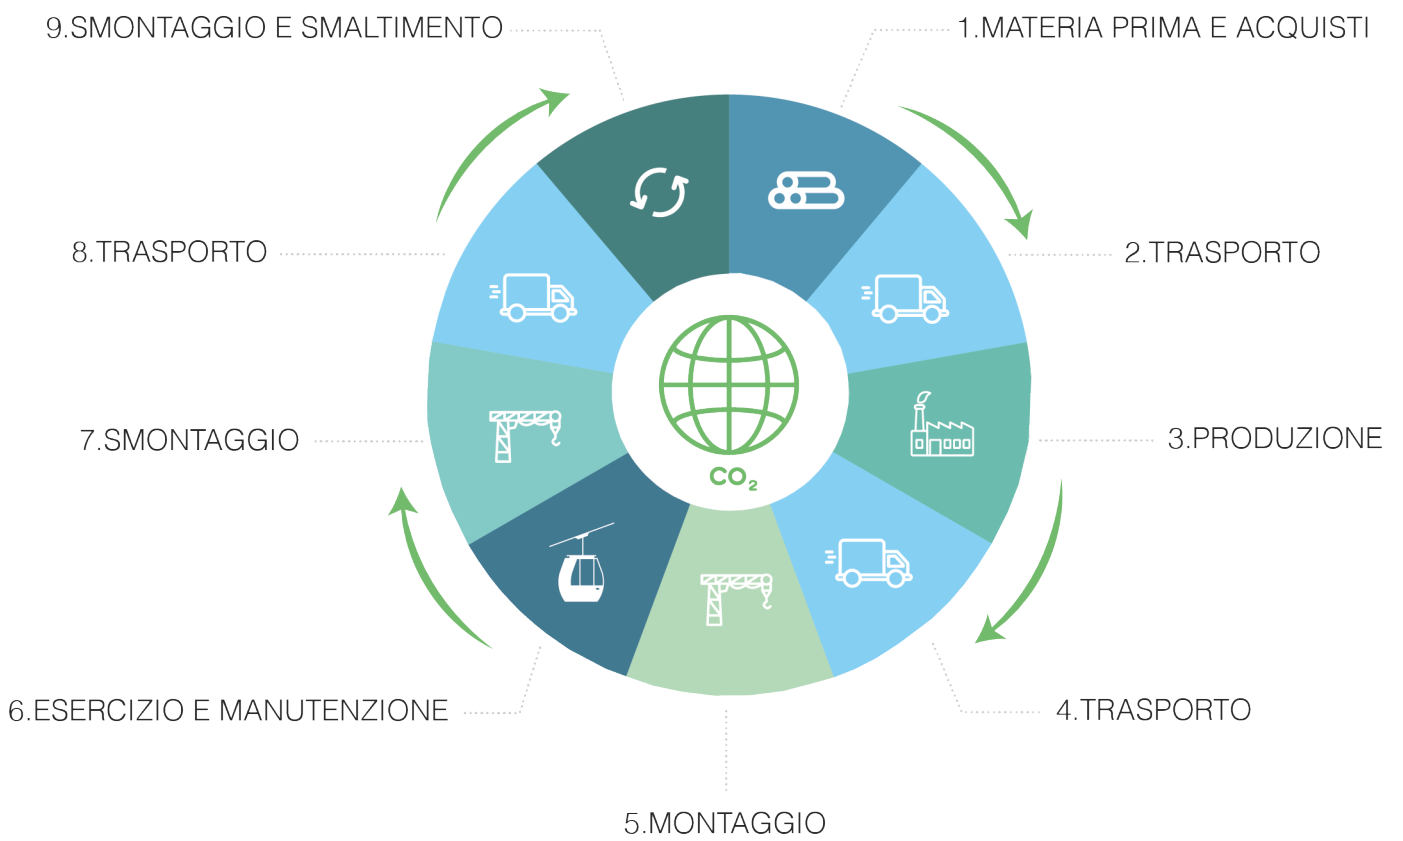 9.SMONTAGGIO E SMALTIMENTO
1.MATERIA PRIMA E ACQUISTI
8.TRASPORTO
2.TRASPORTO
7.SMONTAGGIO
3.PRODUZIONE
CO₂
6.ESERCIZIO E MANUTENZIONE
4.TRASPORTO
5.MONTAGGIO